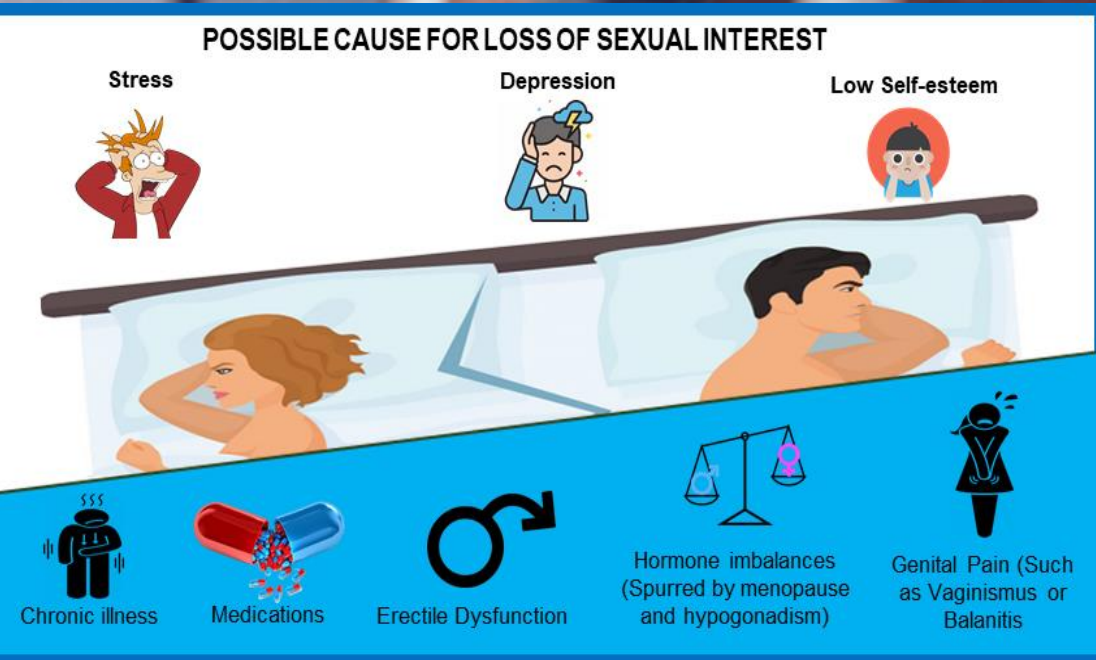 POSSIBLE CAUSE FOR LOSS OF SEXUAL INTEREST
Stress
Depression
Low Self-esteem
Chronic illness
Medications
Erectile Dysfunction
Hormone imbalances
(Spurred by menopause
and hypogonadism)
Genital Pain (Such
as Vaginismus or
Balanitis